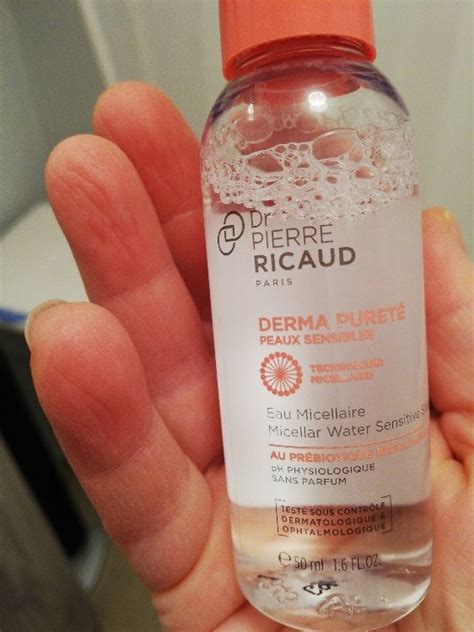 Dr
PIERRE
RICAUD
PARIS
DERMA PURETÉ
PEAUX SENSIBLES
TECHNOLOGIE
MICELLAIRE
Eau Micellaire
Micellar Water Sensitive
AU PRÉBIOTIQUE
pH PHYSIOLOGIQUE
SANS PARFUM
TESTÉ SOUS CONTRÔLE
DERMATOLOGIQUE &
OPHTALMOLOGIQUE
℮ 50 ml 1.6 FL.OZ.